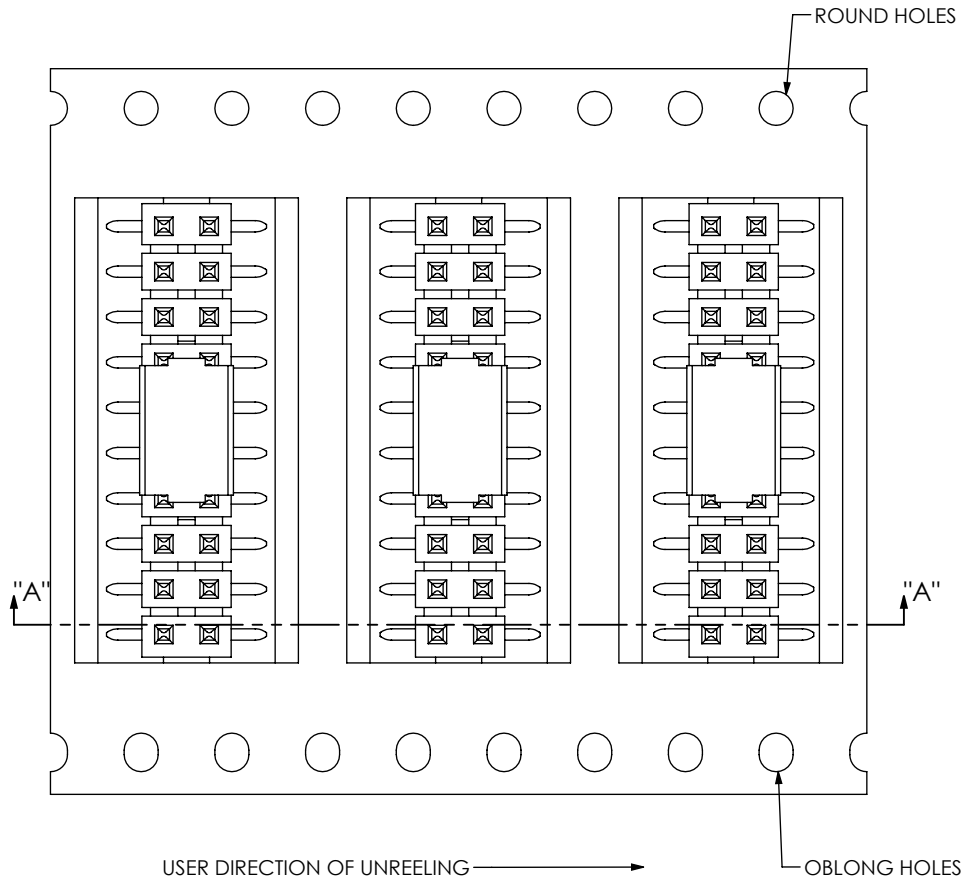 ROUND HOLES
"A"
"A"
USER DIRECTION OF UNREELING
OBLONG HOLES